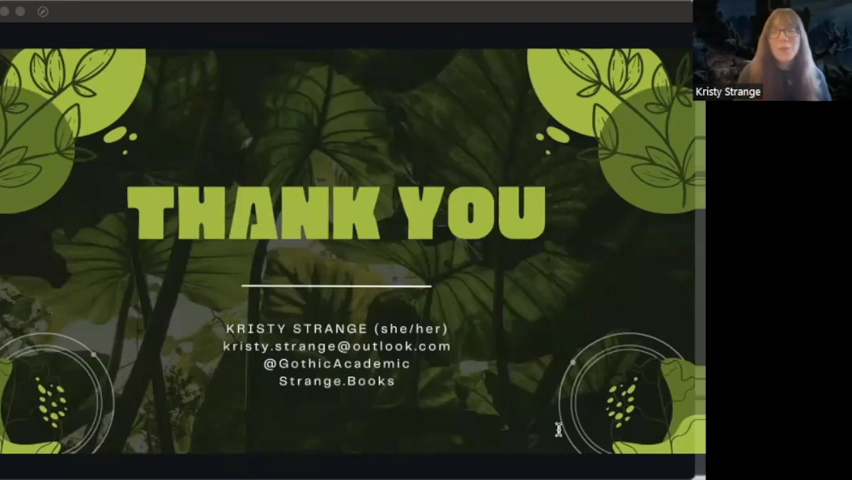 Kristy Strange
THANK YOU
KRISTY STRANGE (she/her)
kristy.strange@outlook.com
@GothicAcademic
Strange.Books